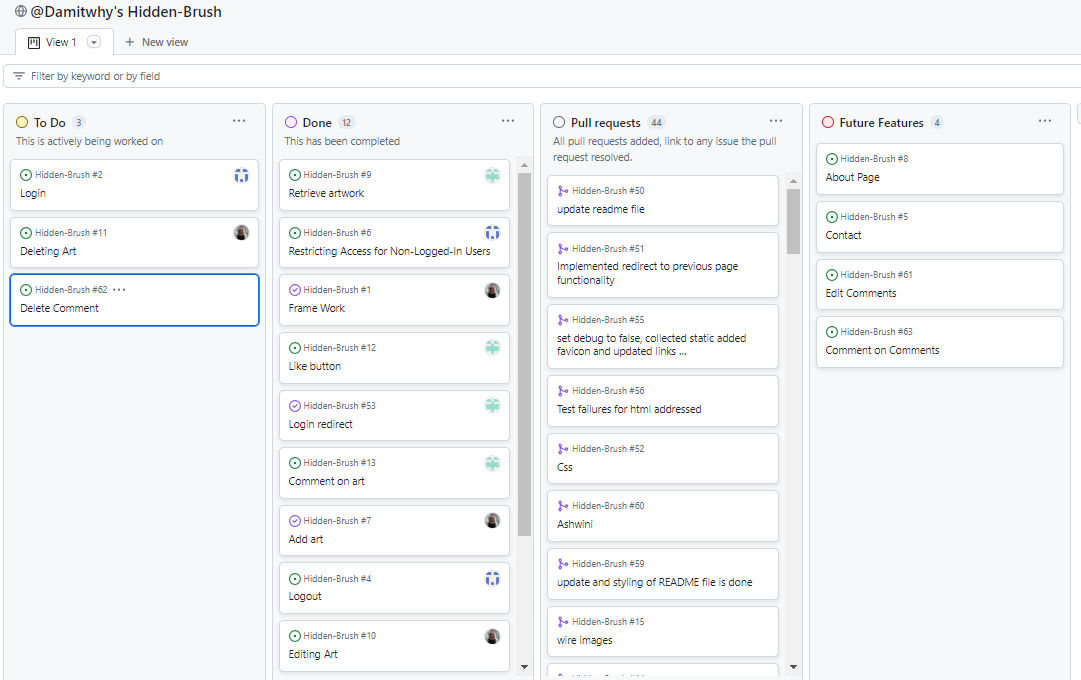 @Damitwhy's Hidden-Brush
View 1
New view
Filter by keyword or by field
To Do 3
This is actively being worked on
Hidden-Brush #2
Login
Hidden-Brush #11
Deleting Art
Hidden-Brush #62
Delete Comment
Done 12
This has been completed
Hidden-Brush #9
Retrieve artwork
Hidden-Brush #6
Restricting Access for Non-Logged-In Users
Hidden-Brush #1
Frame Work
Hidden-Brush #12
Like button
Hidden-Brush #53
Login redirect
Hidden-Brush #13
Comment on art
Hidden-Brush #7
Add art
Hidden-Brush #4
Logout
Hidden-Brush #10
Editing Art
Pull requests 44
All pull requests added, link to any issue the pull
request resolved.
Hidden-Brush #50
update readme file
Hidden-Brush #51
Implemented redirect to previous page
functionality
Hidden-Brush #55
set debug to false, collected static added
favicon and updated links ...
Hidden-Brush #56
Test failures for html addressed
Hidden-Brush #52
Css
Hidden-Brush #60
Ashwini
Hidden-Brush #59
update and styling of README file is done
Hidden-Brush #15
wire images
Future Features 4
Hidden-Brush #8
About Page
Hidden-Brush #5
Contact
Hidden-Brush #61
Edit Comments
Hidden-Brush #63
Comment on Comments